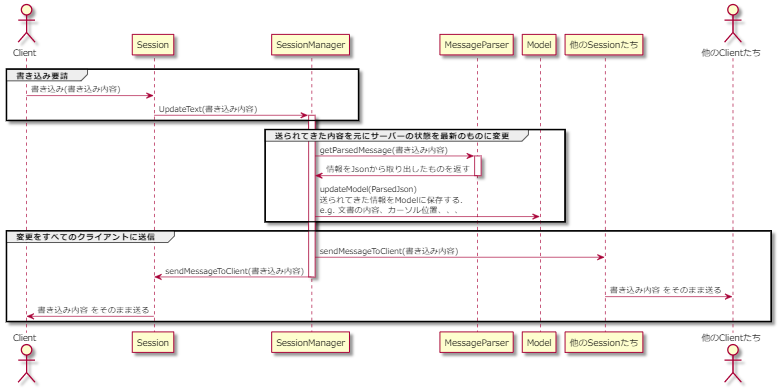 Client
Session
SessionManager
MessageParser
Model
他のSessionたち
他のClientたち
書き込み要請
書き込み(書き込み内容)
UpdateText(書き込み内容)
送られてきた内容を元にサーバーの状態を最新のものに変更
getParsedMessage(書き込み内容)
情報をJsonから取り出したものを返す
updateModel(ParsedJson)
送られてきた情報をModelに保存する.
e.g. 文書の内容、カーソル位置、、、
変更をすべてのクライアントに送信
sendMessageToClient(書き込み内容)
sendMessageToClient(書き込み内容)
書き込み内容 をそのまま送る
書き込み内容 をそのまま送る
Client
Session
SessionManager
MessageParser
Model
他のSessionたち
他のClientたち